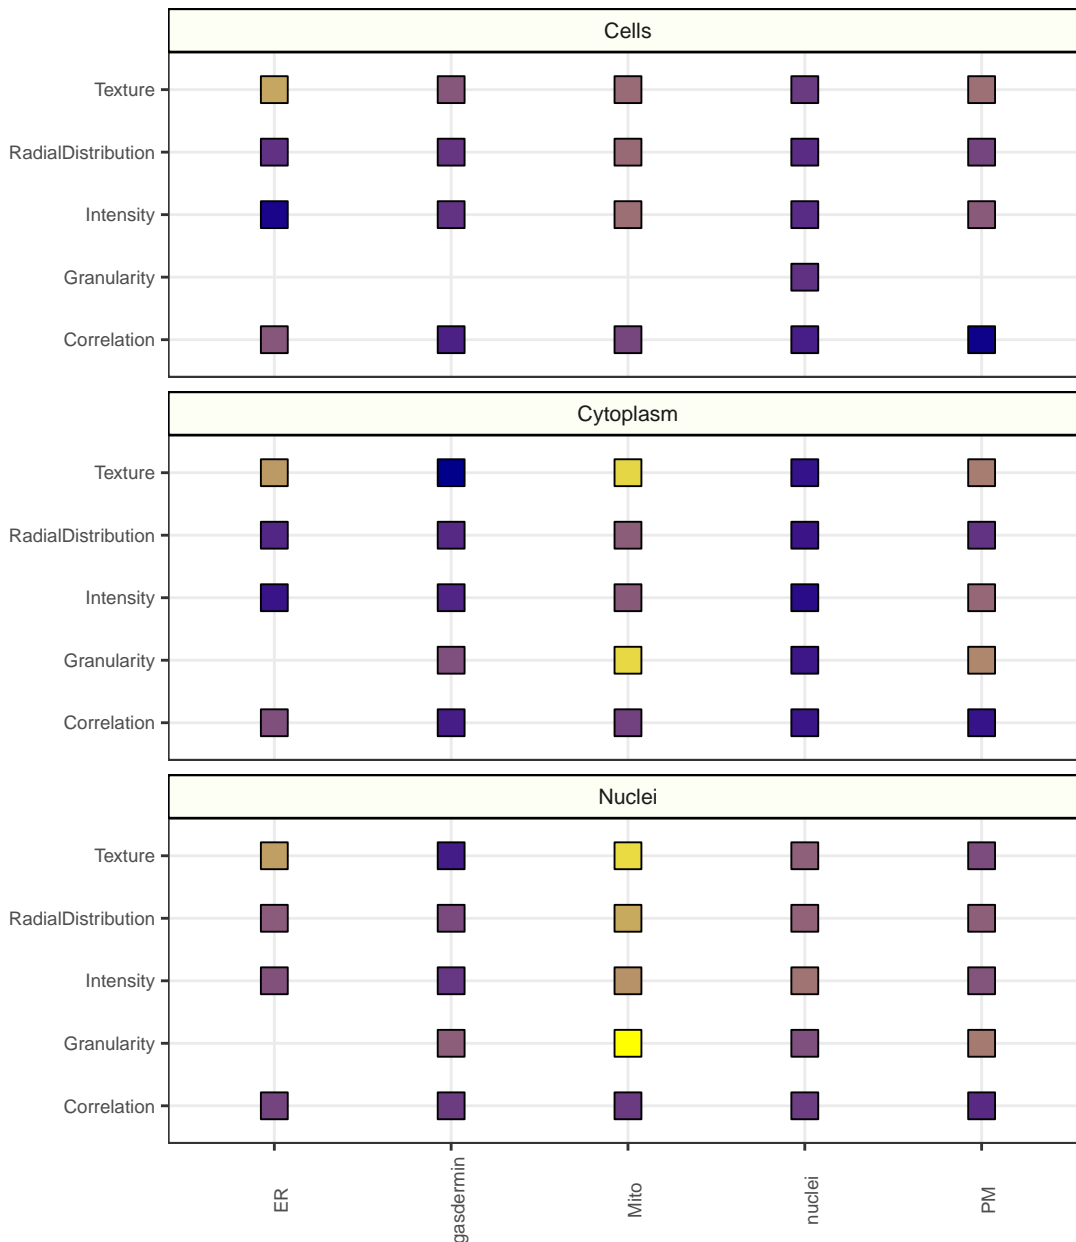 Cells
Texture
RadialDistribution
Intensity
Granularity
Correlation
Cytoplasm
Texture
RadialDistribution
Intensity
Granularity
Correlation
Nuclei
Texture
RadialDistribution
Intensity
Granularity
Correlation
ER
gasdermin
Mito
nuclei
PM